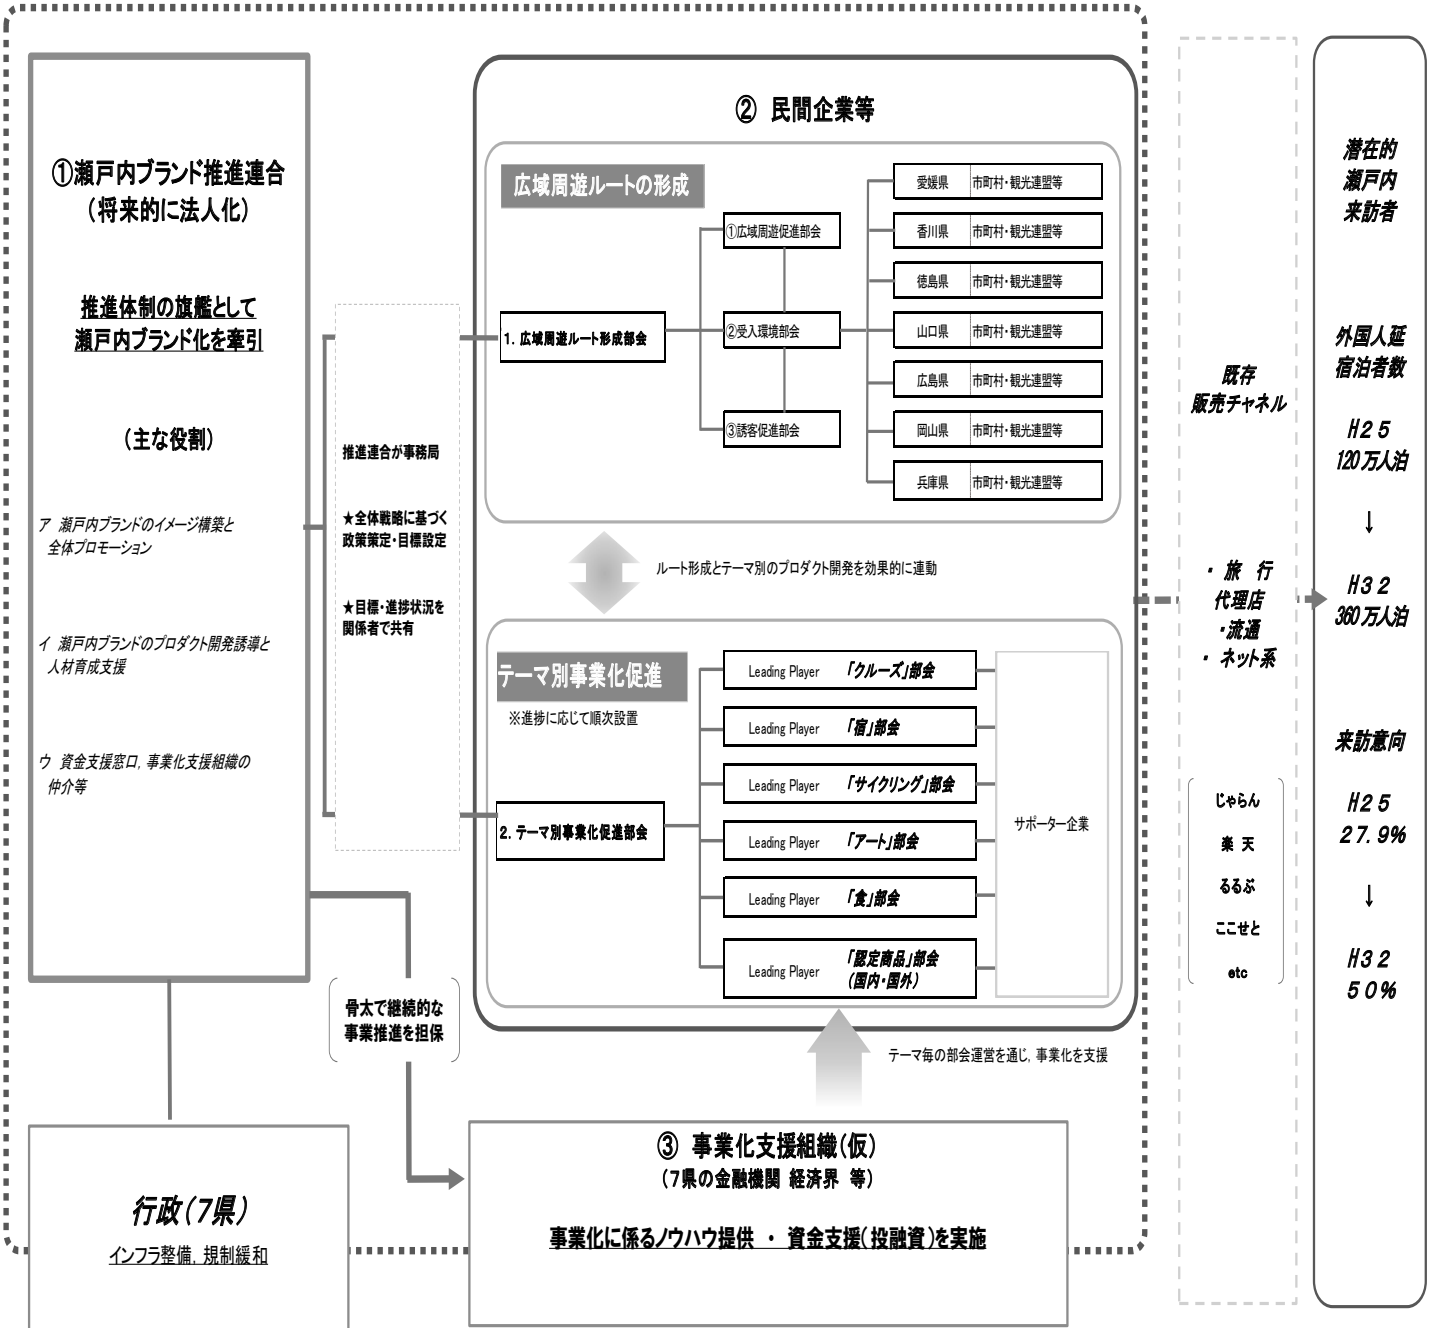 ①瀬戸内ブランド推進連合
（将来的に法人化）
推進体制の旗艦として
瀬戸内ブランド化を牽引
（主な役割）
ア 瀬戸内ブランドのイメージ構築と
全体プロモーション
イ 瀬戸内ブランドのプロダクト開発誘導と
人材育成支援
ウ 資金支援窓口，事業化支援組織の
仲介等
推進連合が事務局
★全体戦略に基づく
政策策定・目標設定
★目標・進捗状況を
関係者で共有
② 民間企業等
広域周遊ルートの形成
1．広域周遊ルート形成部会
①広域周遊促進部会
②受入環境部会
③誘客促進部会
愛媛県 市町村・観光連盟等
香川県 市町村・観光連盟等
徳島県 市町村・観光連盟等
山口県 市町村・観光連盟等
広島県 市町村・観光連盟等
岡山県 市町村・観光連盟等
兵庫県 市町村・観光連盟等
ルート形成とテーマ別のプロダクト開発を効果的に連動
テーマ別事業化促進
※進捗に応じて順次設置
2．テーマ別事業化促進部会
Leading Player 「クルーズ」部会
Leading Player 「宿」部会
Leading Player 「サイクリング」部会
Leading Player 「アート」部会
Leading Player 「食」部会
Leading Player 「認定商品」部会
（国内・国外）
サポーター企業
テーマ毎の部会運営を通じ，事業化を支援
骨太で継続的な
事業推進を担保
行政（7県）
インフラ整備，規制緩和
③ 事業化支援組織（仮）
（7県の金融機関 経済界 等）
事業化に係るノウハウ提供 ・ 資金支援（投融資）を実施
既存
販売チャネル
・ 旅 行
代理店
・流通
・ ネット系
じゃらん
楽 天
るるぶ
ここせと
etc
潜在的
瀬戸内
来訪者
外国人延
宿泊者数
H２５
120万人泊
↓
H３２
360万人泊
来訪意向
H２５
２７．９%
↓
H３２
５０%